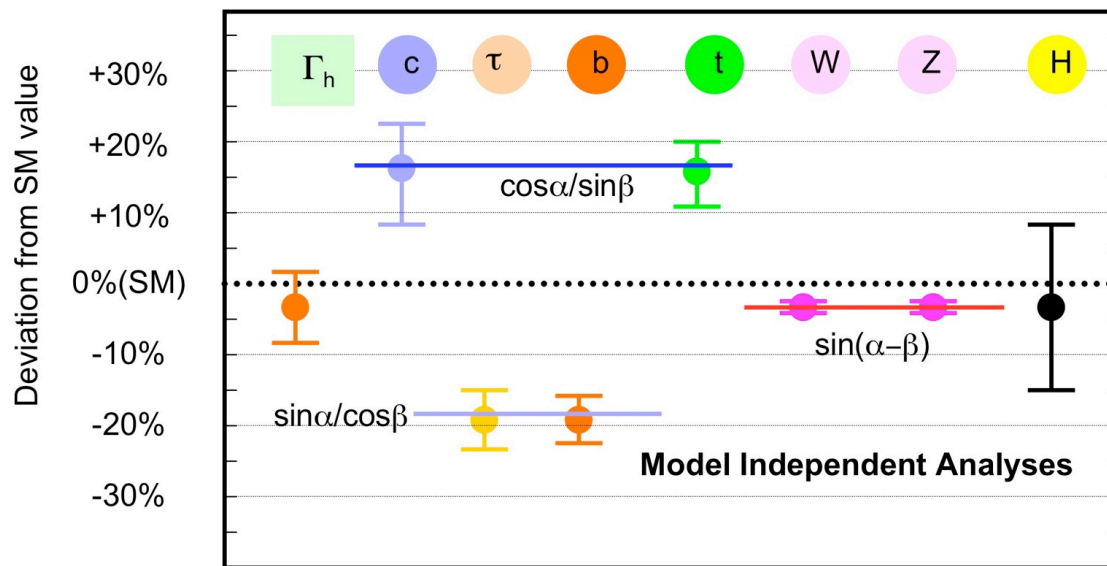 Deviation from SM value
+30%
+20%
+10%
0%(SM)
-10%
-20%
-30%
Γh c τ b t W Z H
cosα/sinβ
sin(α−β)
sinα/cosβ
Model Independent Analyses